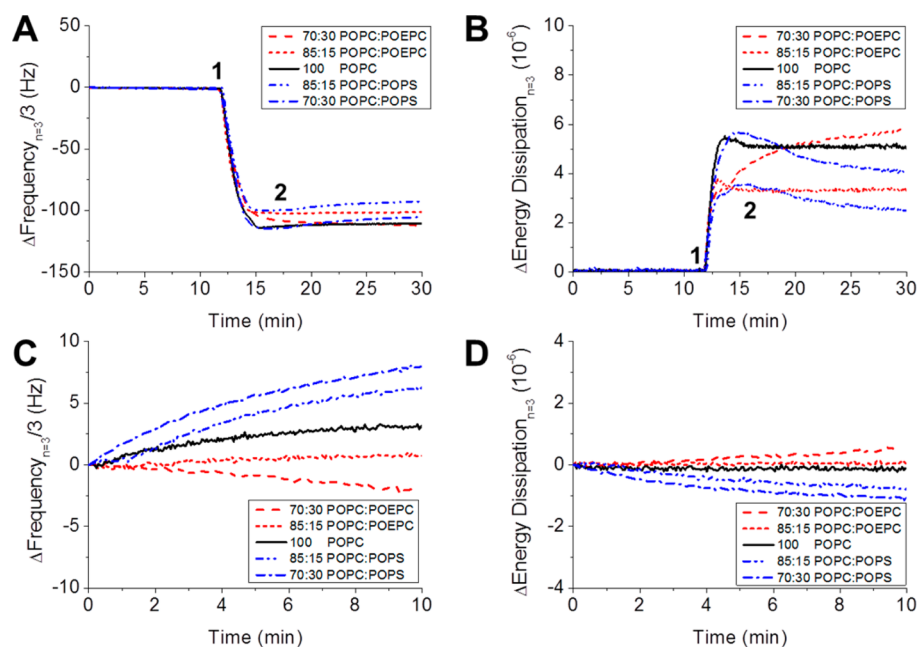 A
B
ΔFrequency n=3/3 (Hz)
50
0
-50
-100
-150
0 5 10 15 20 25 30
Time (min)
1
2
70:30 POPC:POEPC
85:15 POPC:POEPC
100 POPC
85:15 POPC:POPS
70:30 POPC:POPS
ΔEnergy Dissipation n=3 (10-6)
10
8
6
4
2
0
0 5 10 15 20 25 30
Time (min)
1
2
70:30 POPC:POEPC
85:15 POPC:POEPC
100 POPC
85:15 POPC:POPS
70:30 POPC:POPS
C
D
ΔFrequency n=3/3 (Hz)
10
5
0
-5
-10
0 2 4 6 8 10
Time (min)
70:30 POPC:POEPC
85:15 POPC:POEPC
100 POPC
85:15 POPC:POPS
70:30 POPC:POPS
ΔEnergy Dissipation n=3 (10-6)
4
2
0
-2
-4
0 2 4 6 8 10
Time (min)
70:30 POPC:POEPC
85:15 POPC:POEPC
100 POPC
85:15 POPC:POPS
70:30 POPC:POPS